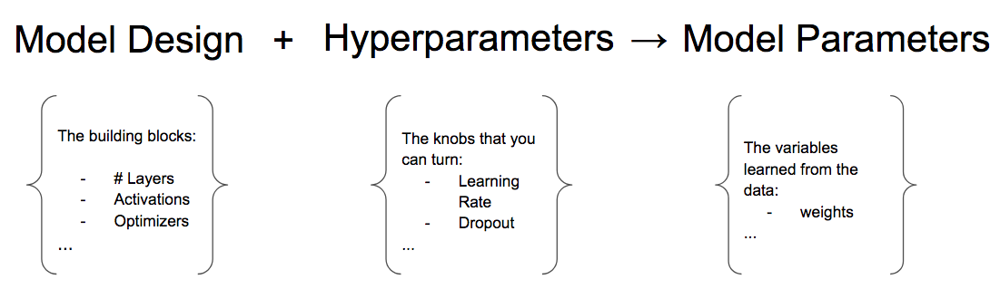 Model Design + Hyperparameters → Model Parameters
The building blocks:
- # Layers
- Activations
- Optimizers
...
The knobs that you
can turn:
- Learning
Rate
- Dropout
...
The variables
learned from the
data:
- weights
...